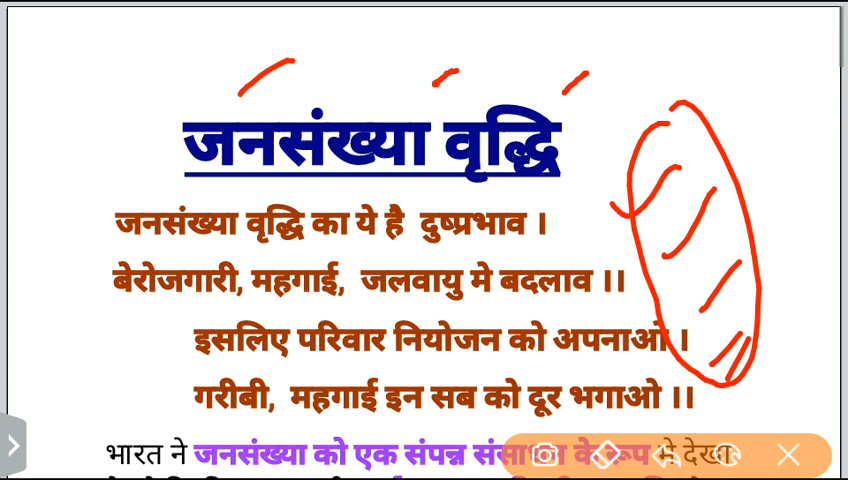 जनसंख्या वृद्धि
जनसंख्या वृद्धि का ये है दुष्प्रभाव ।
बेरोजगारी, महगाई, जलवायु मे बदलाव ।।
इसलिए परिवार नियोजन को अपनाओ ।
गरीबी, महगाई इन सब को दूर भगाओ ।।
भारत ने जनसंख्या को एक संपन्न संसाधन के रूप मे देखा